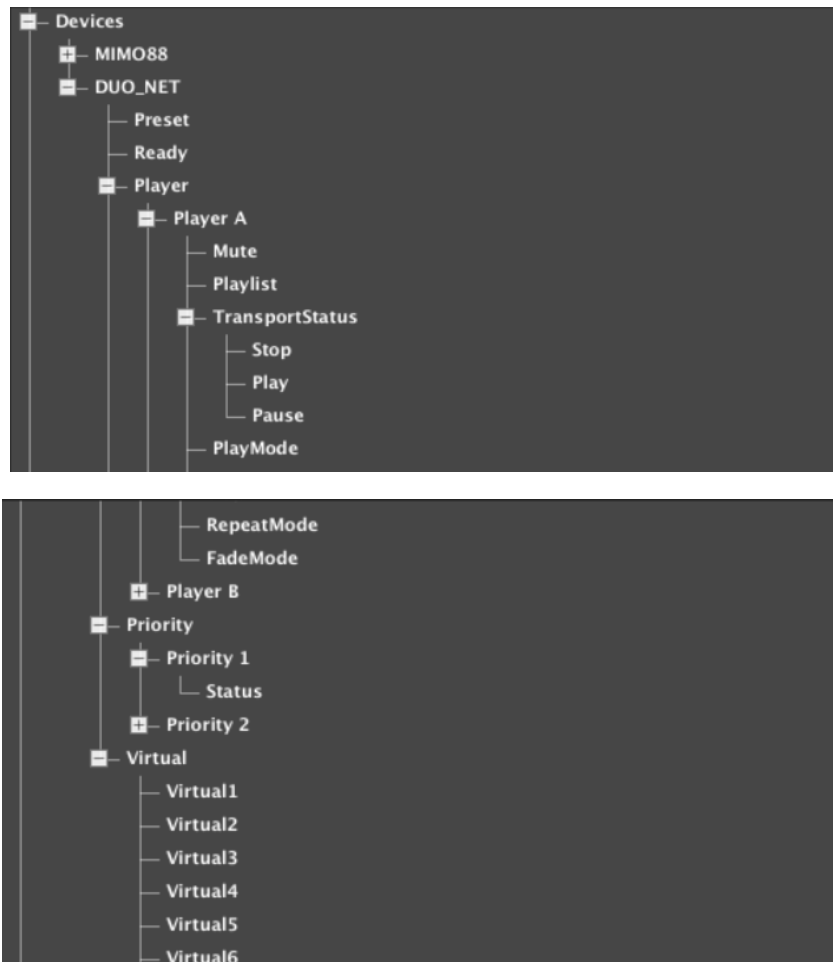 Devices
MIMO88
DUO_NET
Preset
Ready
Player
Player A
Mute
Playlist
TransportStatus
Stop
Play
Pause
PlayMode
RepeatMode
FadeMode
Player B
Priority
Priority 1
Status
Priority 2
Virtual
Virtual1
Virtual2
Virtual3
Virtual4
Virtual5
Virtual6